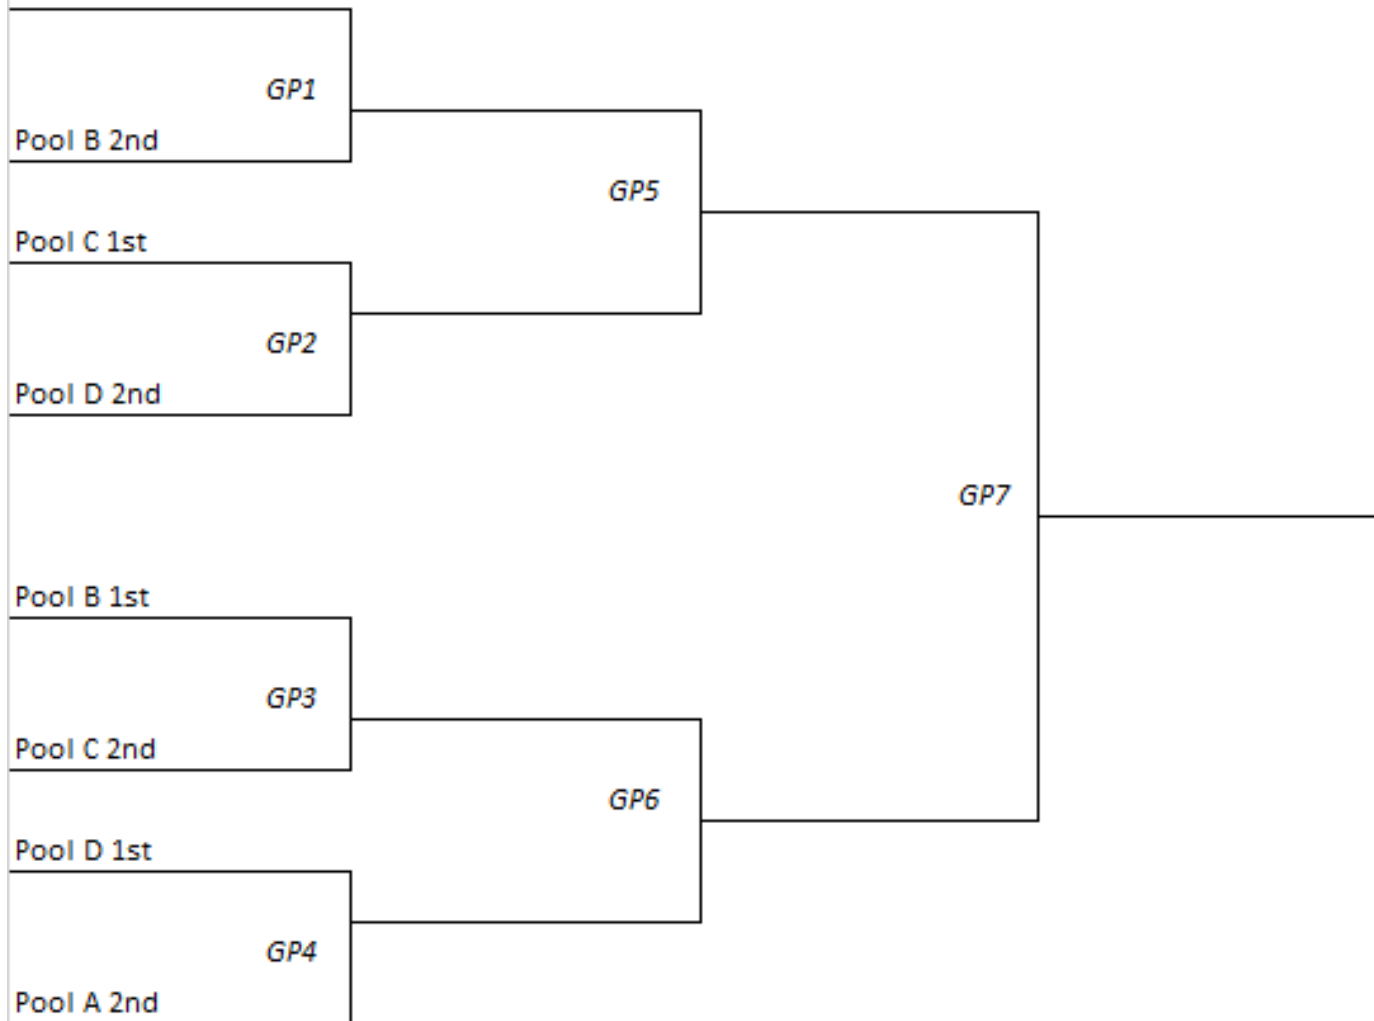 GP1
Pool B 2nd
GP5
Pool C 1st
GP2
Pool D 2nd
GP7
Pool B 1st
GP3
Pool C 2nd
GP6
Pool D 1st
GP4
Pool A 2nd